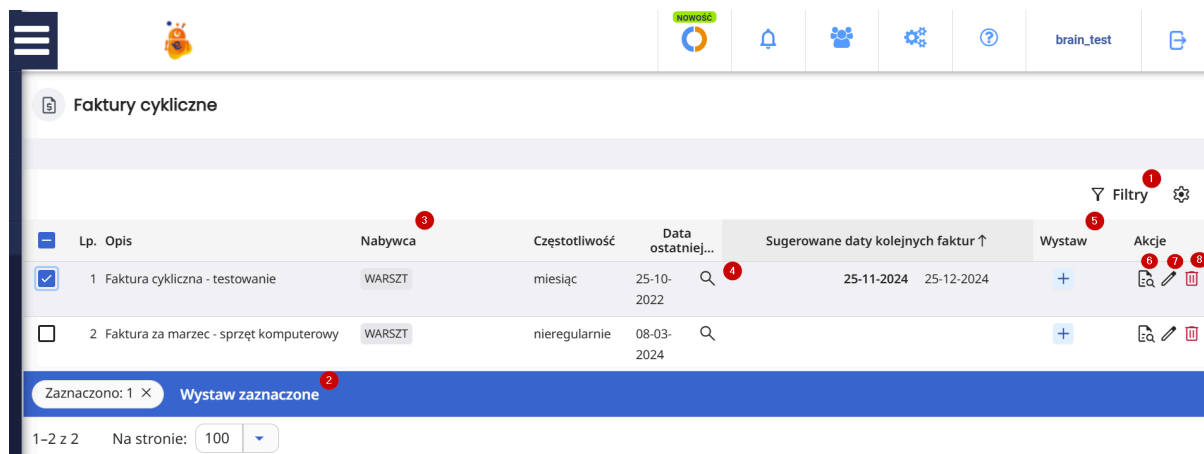 NOWOŚĆ
brain_test
Faktury cykliczne
1
Filtry
3
5
Lp. Opis Nabywca Częstotliwość Data ostatniej... Sugerowane daty kolejnych faktur ↑ Wystaw Akcje
4 6 7 8
1 Faktura cykliczna - testowanie WARSZT miesiąc 25-10-2022 25-11-2024 25-12-2024 +
2 Faktura za marzec - sprzęt komputerowy WARSZT nieregularnie 08-03-2024 +
2
Zaznaczono: 1 × Wystaw zaznaczone
1–2 z 2 Na stronie: 100